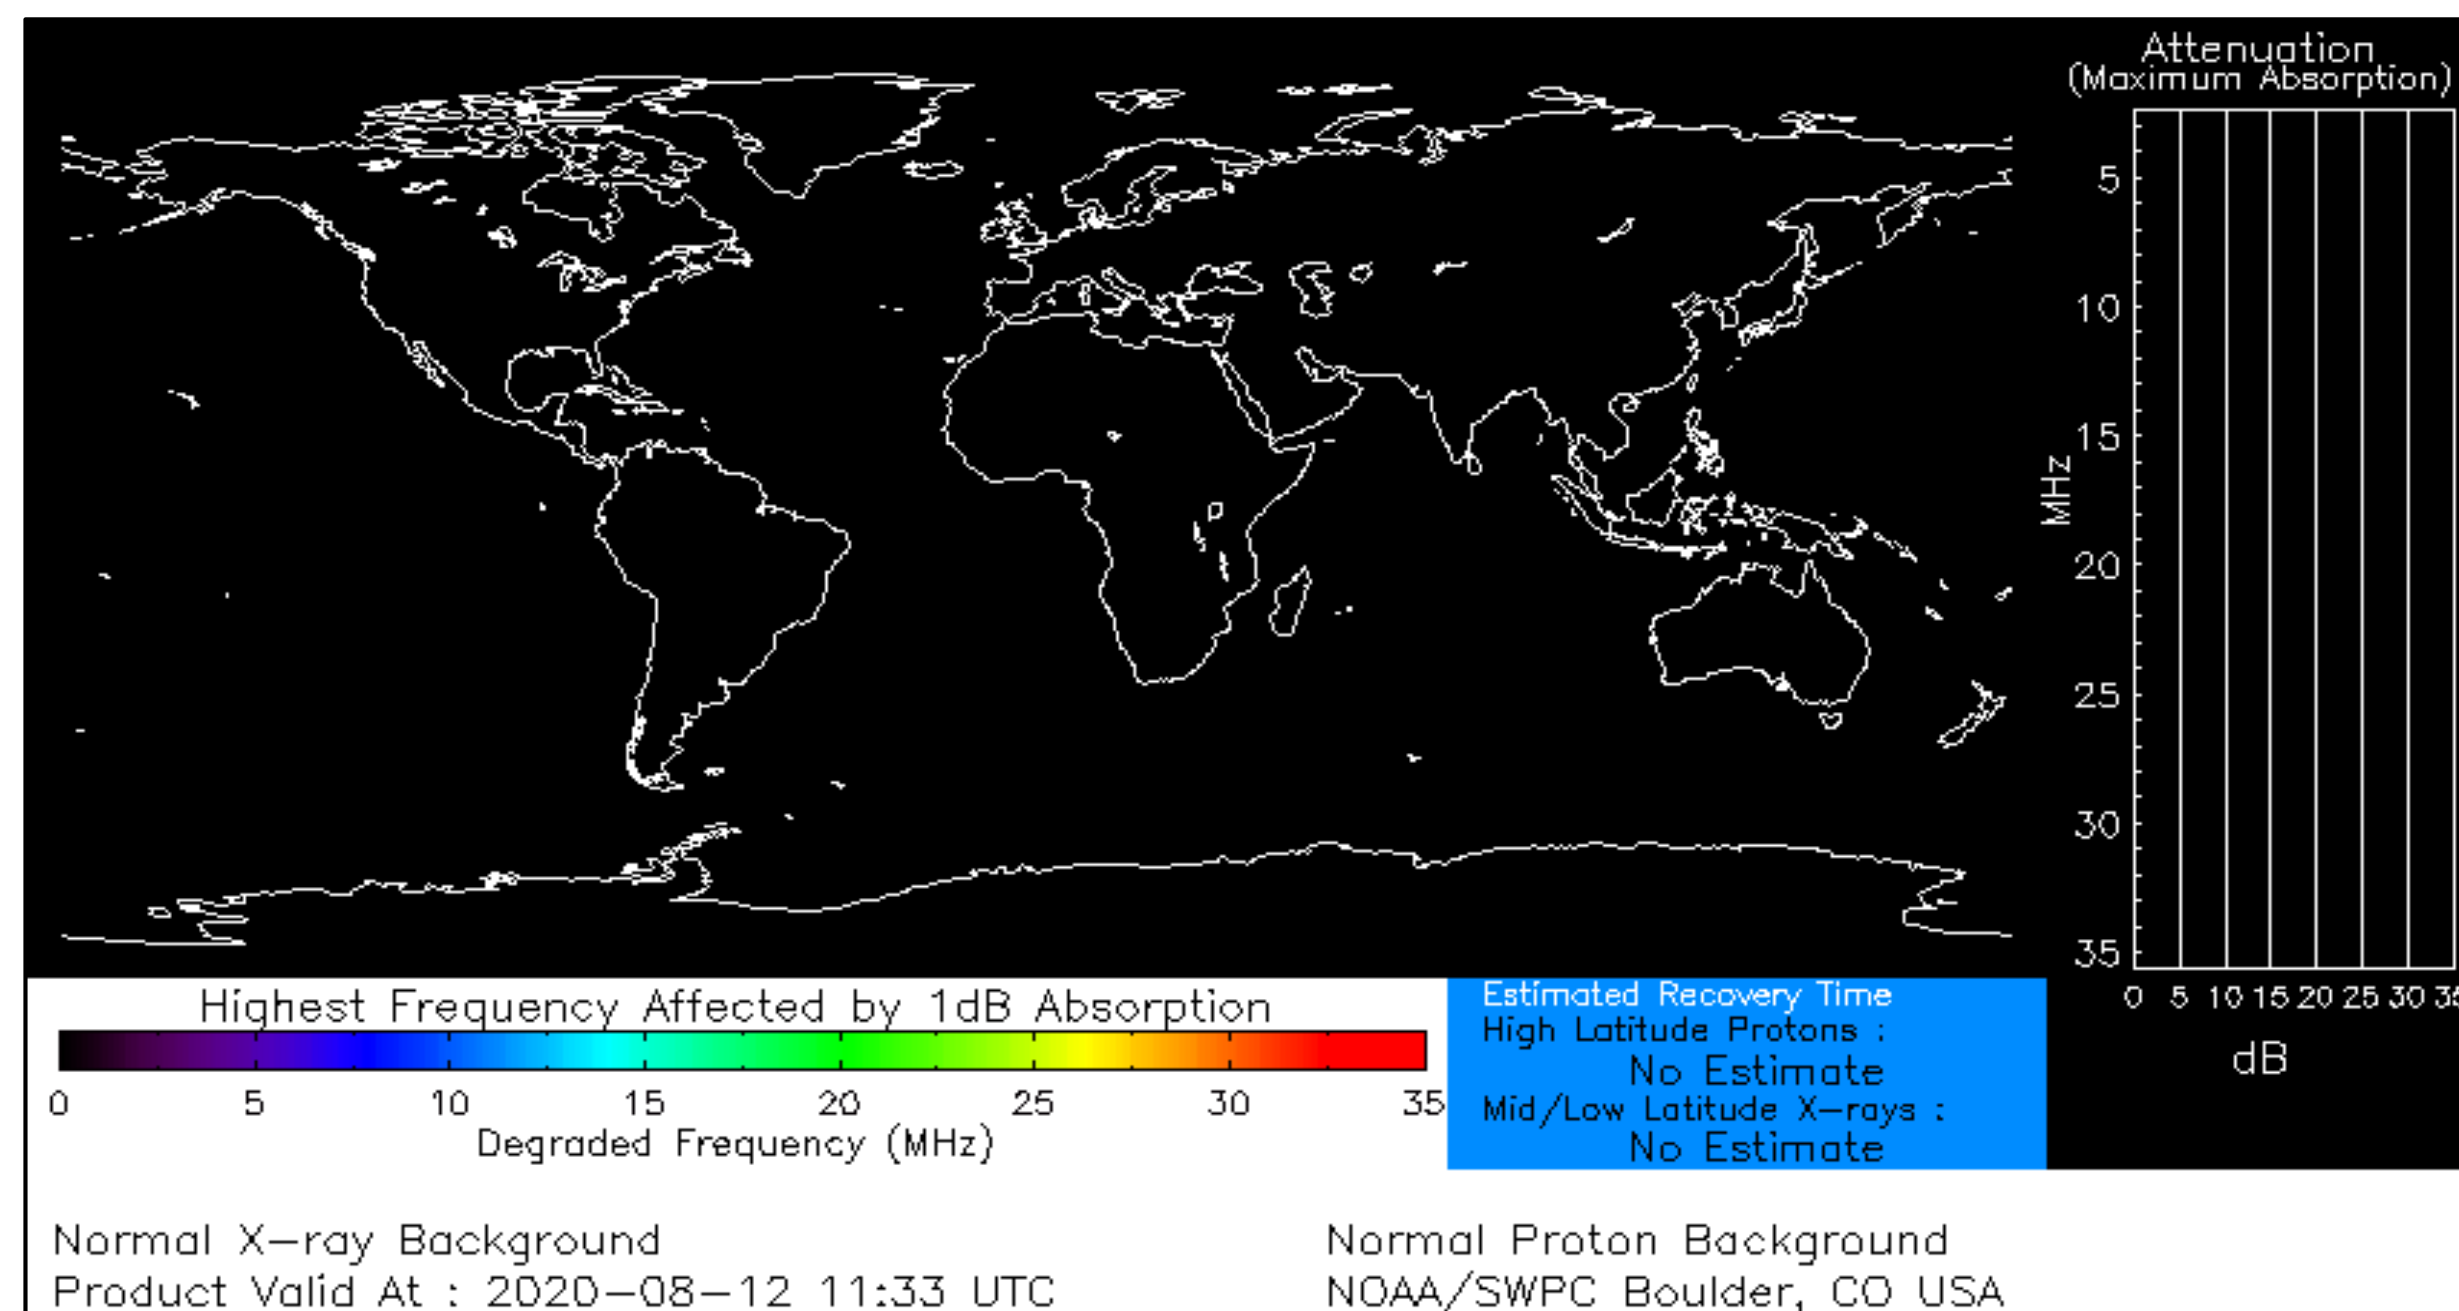 Attenuation
(Maximum Absorption)
5
10
15
20
25
30
35
MHz
0 5 10 15 20 25 30 35
dB
Highest Frequency Affected by 1dB Absorption
0 5 10 15 20 25 30 35
Degraded Frequency (MHz)
Estimated Recovery Time
High Latitude Protons :
No Estimate
Mid/Low Latitude X-rays :
No Estimate
Normal X-ray Background
Normal Proton Background
Product Valid At : 2020-08-12 11:33 UTC
NOAA/SWPC Boulder, CO USA